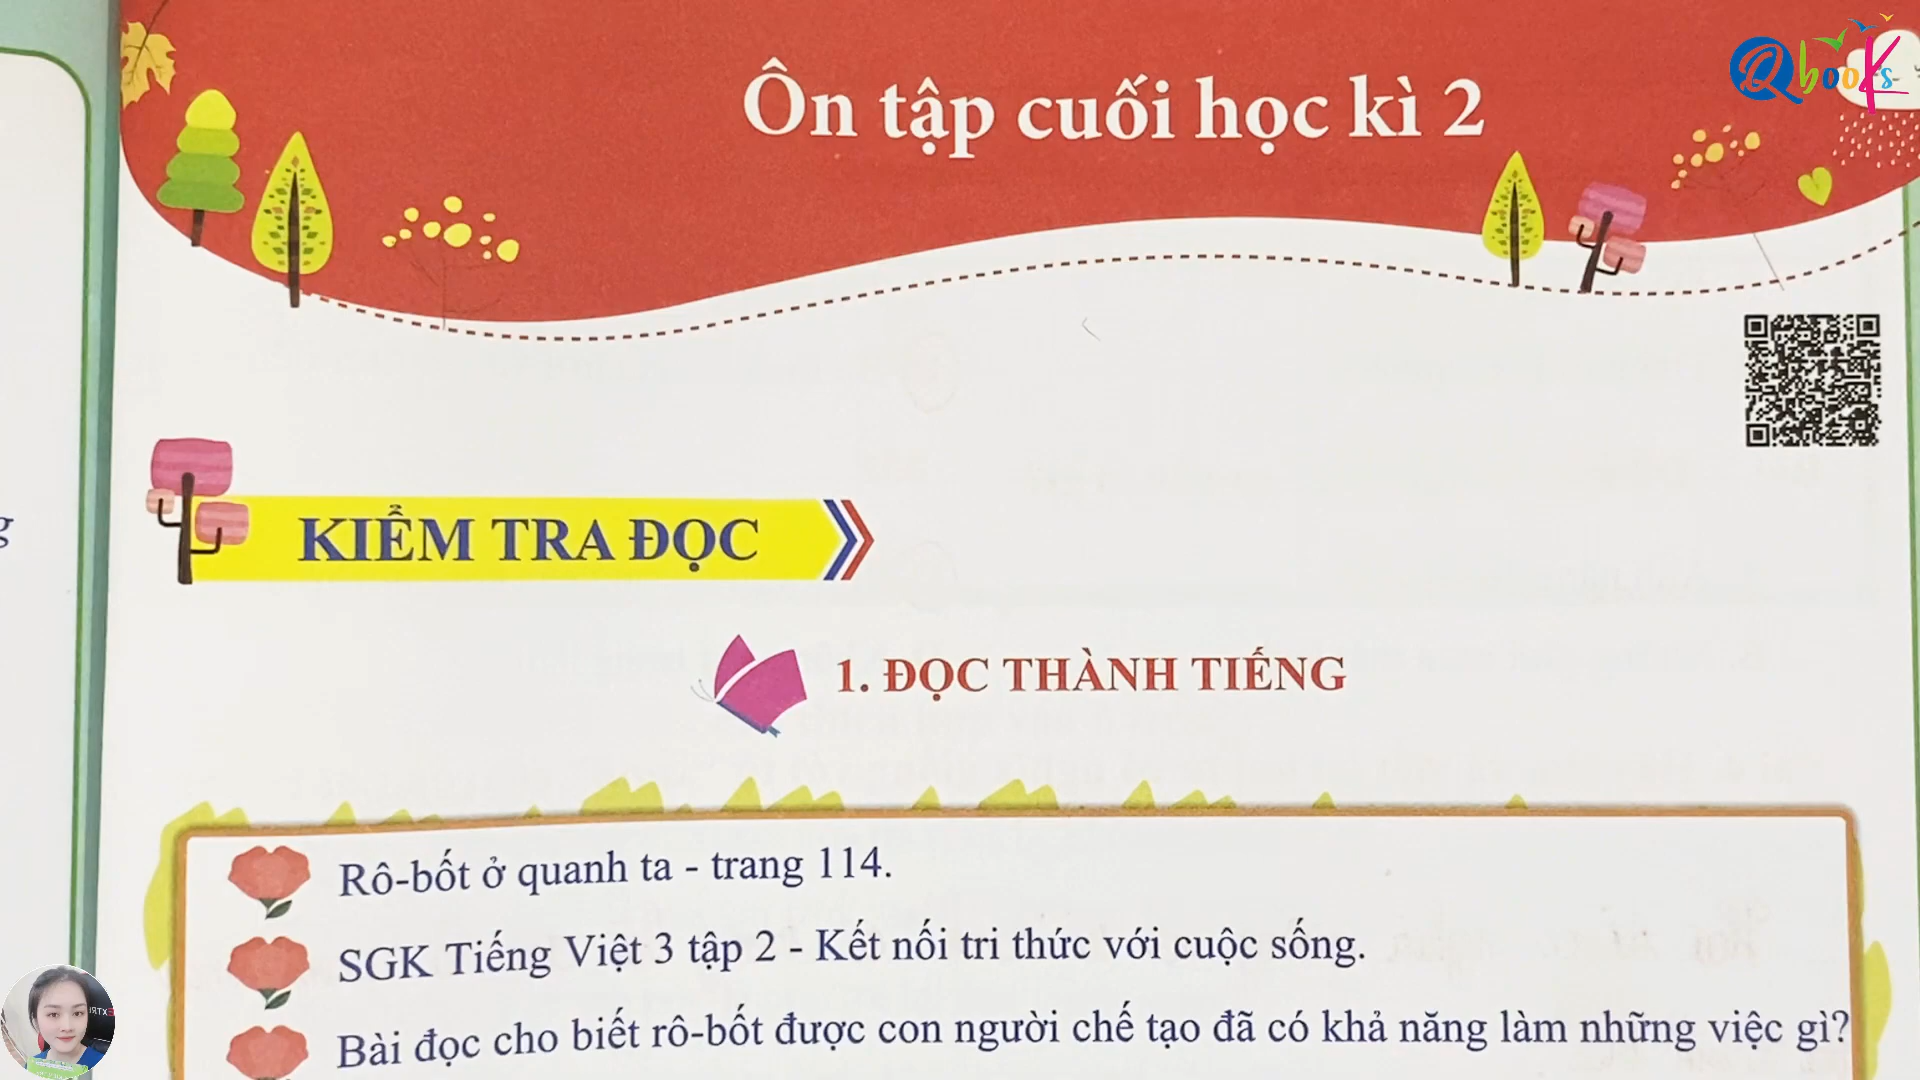 Qbooks
Ôn tập cuối học kì 2
KIỂM TRA ĐỌC
1. ĐỌC THÀNH TIẾNG
Rô-bốt ở quanh ta - trang 114.
SGK Tiếng Việt 3 tập 2 - Kết nối tri thức với cuộc sống.
Bài đọc cho biết rô-bốt được con người chế tạo đã có khả năng làm những việc gì?